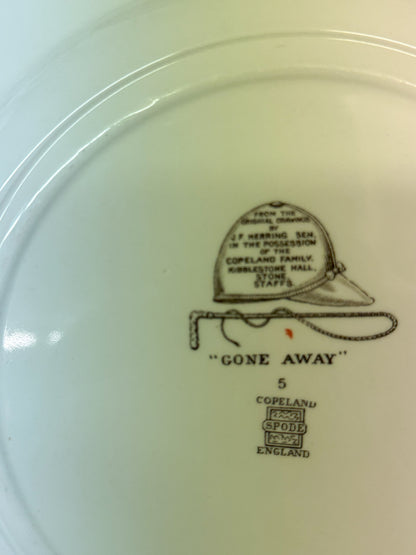 FROM THE
ORIGINAL DRAWINGS
BY
J.F. HERRING SEN.
IN THE POSSESSION
OF THE
COPELAND FAMILY.
KIBBLESTONE HALL.
STONE
STAFFS.
"GONE AWAY"
5
COPELAND
SPODE
ENGLAND